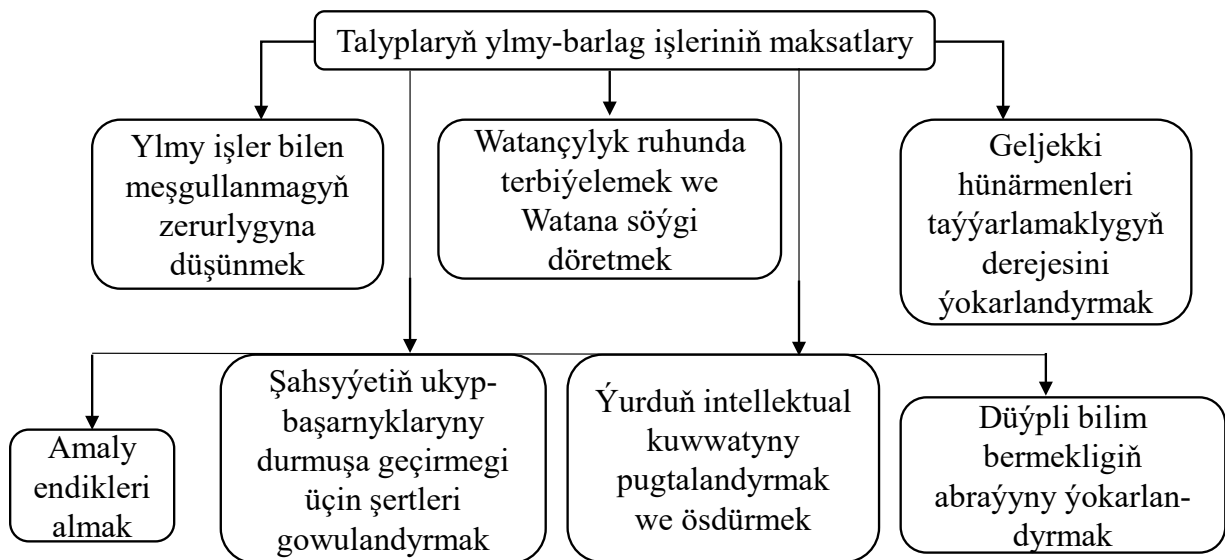 Talyplaryň ylmy-barlag işleriniň maksatlary
Ylmy işler bilen
meşgullanmagyň
zerurlygyna
düşünmek
Watançylyk ruhunda
terbiýelemek we
Watana söýgi
döretmek
Geljekki
hünärmenleri
taýýarlamaklygyň
derejesini
ýokarlandyrmak
Amaly
endikleri
almak
Şahsyýetiň ukyp-
başarnyklaryny
durmuşa geçirmegi
üçin şertleri
gowulandyrmak
Ýurduň intellektual
kuwwatyny
pugtalandyrmak
we ösdürmek
Düýpli bilim
bermekligiň
abraýyny ýokarlan-
dyrmak